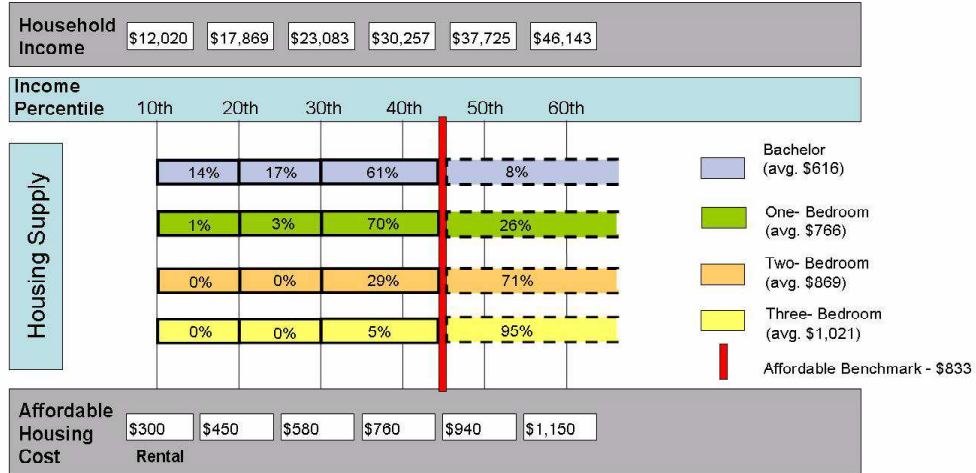 Household
Income
$12,020 $17,869 $23,083 $30,257 $37,725 $46,143
Income
Percentile 10th 20th 30th 40th 50th 60th
Housing Supply
14% 17% 61% 8%
1% 3% 70% 26%
0% 0% 29% 71%
0% 0% 5% 95%
Bachelor
(avg. $616)
One- Bedroom
(avg. $766)
Two- Bedroom
(avg. $869)
Three- Bedroom
(avg. $1,021)
Affordable Benchmark - $833
Affordable
Housing
Cost
$300 $450 $580 $760 $940 $1,150
Rental